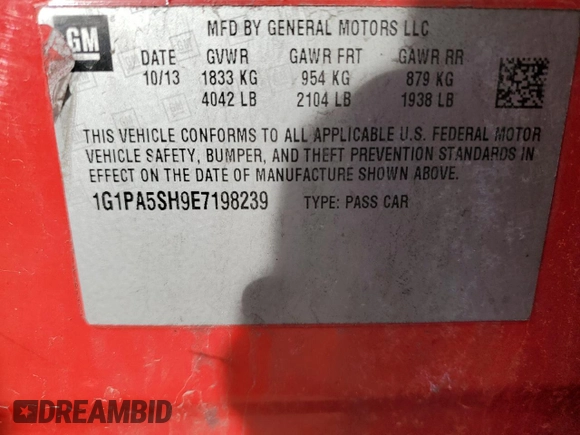 GM
MFD BY GENERAL MOTORS LLC
DATE GVWR GAWR FRT GAWR RR
10/13 1833 KG 954 KG 879 KG
4042 LB 2104 LB 1938 LB
THIS VEHICLE CONFORMS TO ALL APPLICABLE U.S. FEDERAL MOTOR
VEHICLE SAFETY, BUMPER, AND THEFT PREVENTION STANDARDS IN
EFFECT ON THE DATE OF MANUFACTURE SHOWN ABOVE.
1G1PA5SH9E7198239 TYPE: PASS CAR
DREAMBID